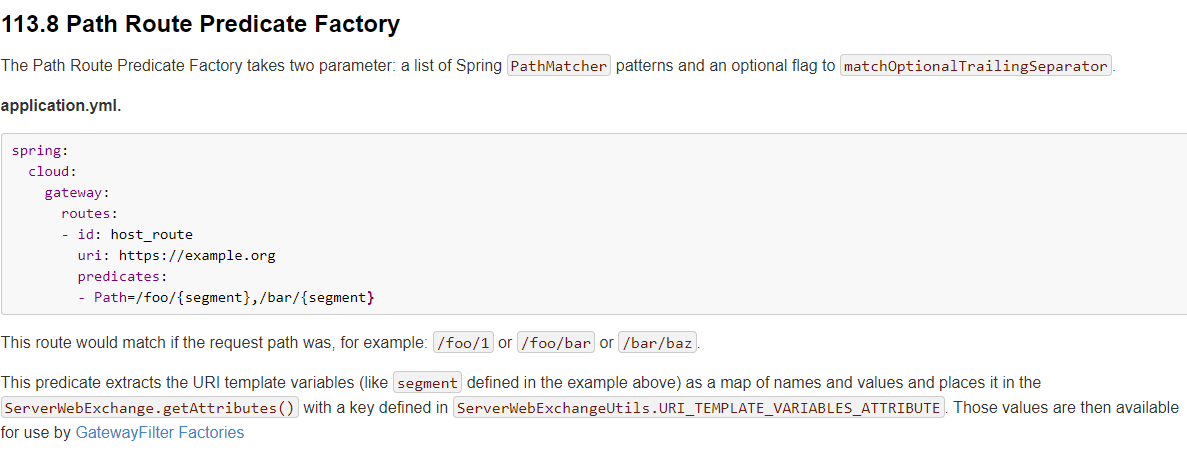 113.8 Path Route Predicate Factory
The Path Route Predicate Factory takes two parameter: a list of Spring PathMatcher patterns and an optional flag to matchOptionalTrailingSeparator.
application.yml.
spring:
  cloud:
    gateway:
      routes:
      - id: host_route
        uri: https://example.org
        predicates:
        - Path=/foo/{segment},/bar/{segment}
This route would match if the request path was, for example: /foo/1 or /foo/bar or /bar/baz.
This predicate extracts the URI template variables (like segment defined in the example above) as a map of names and values and places it in the
ServerWebExchange.getAttributes() with a key defined in ServerWebExchangeUtils.URI_TEMPLATE_VARIABLES_ATTRIBUTE. Those values are then available
for use by GatewayFilter Factories